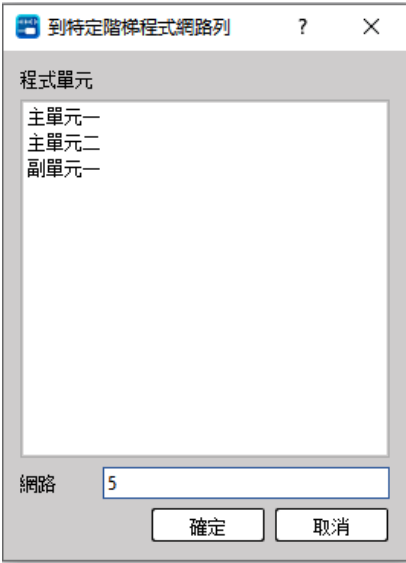 到特定階梯程式網路列 ?
程式單元
主單元一
主單元二
副單元一
網路 5
確定 取消